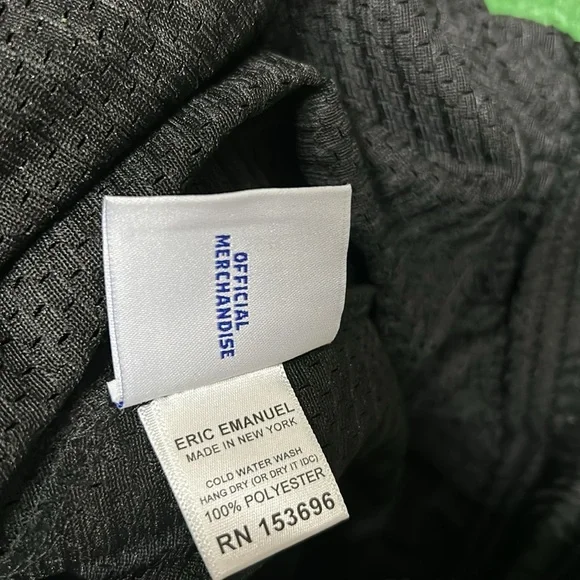 OFFICIAL
MERCHANDISE
ERIC EMANUEL
MADE IN NEW YORK
COLD WATER WASH
HANG DRY (OR DRY IT IDC)
100% POLYESTER
RN 153696